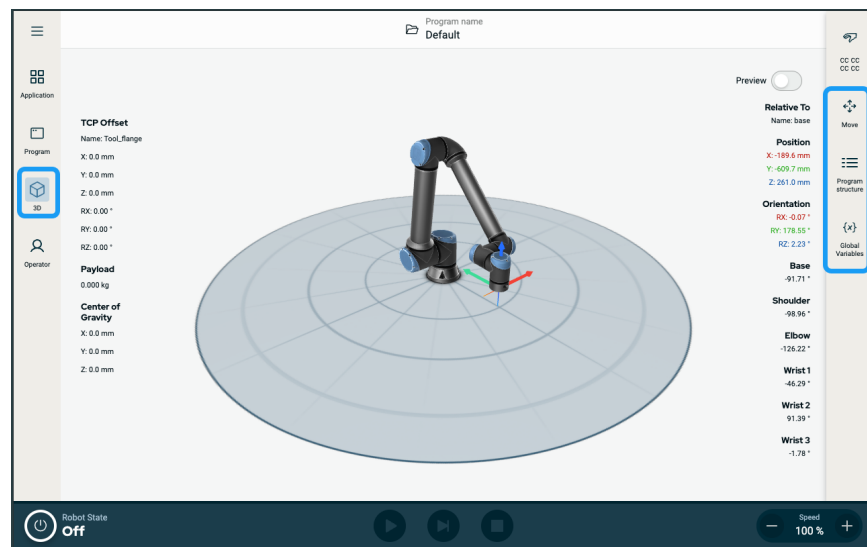 Program name
Default
Application
Program
3D
Operator
TCP Offset
Name: Tool_flange
X: 0.0 mm
Y: 0.0 mm
Z: 0.0 mm
RX: 0.00 °
RY: 0.00 °
RZ: 0.00 °
Payload
0.000 kg
Center of
Gravity
X: 0.0 mm
Y: 0.0 mm
Z: 0.0 mm
Preview
Relative To
Name: base
Position
X: -189.6 mm
Y: -609.7 mm
Z: 261.0 mm
Orientation
RX: -0.07 °
RY: 178.55 °
RZ: 2.23 °
Base
-91.71 °
Shoulder
-98.96 °
Elbow
-126.22 °
Wrist 1
-46.29 °
Wrist 2
91.39 °
Wrist 3
-1.78 °
CC CC
CC CC
Move
Program
structure
{x}
Global
Variables
Robot State
Off
Speed
100 %